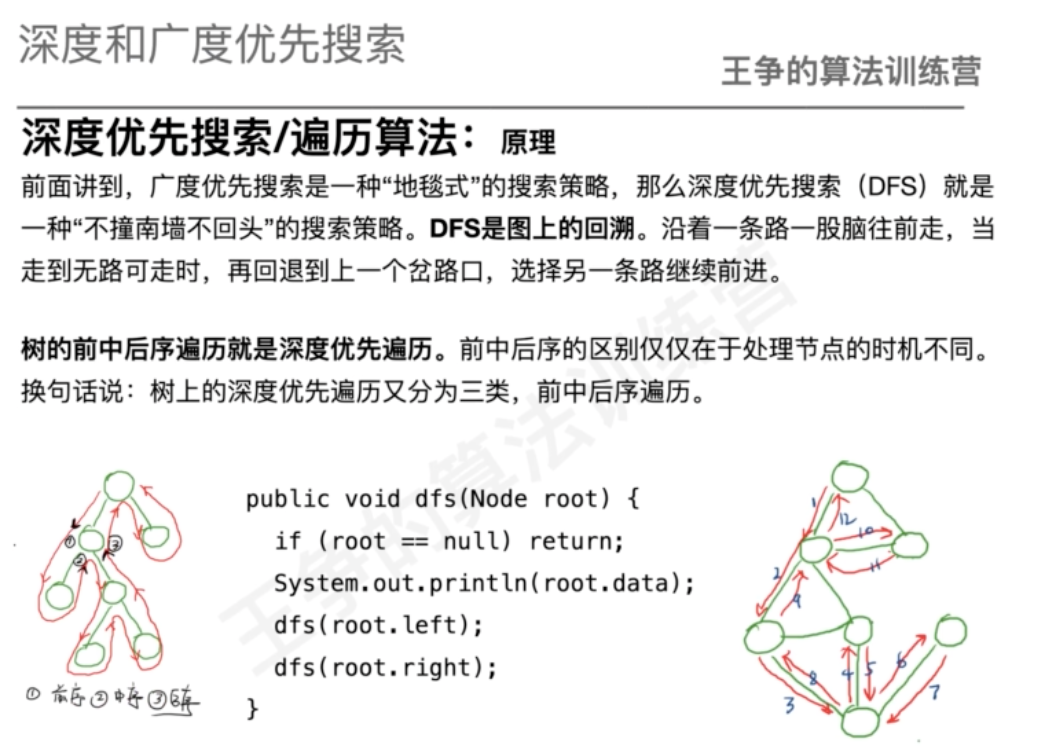 深度和广度优先搜索
王争的算法训练营
深度优先搜索/遍历算法：原理
前面讲到，广度优先搜索是一种“地毯式”的搜索策略，那么深度优先搜索（DFS）就是
一种“不撞南墙不回头”的搜索策略。DFS是图上的回溯。沿着一条路一股脑往前走，当
走到无路可走时，再回退到上一个岔路口，选择另一条路继续前进。
树的前中后序遍历就是深度优先遍历。前中后序的区别仅仅在于处理节点的时机不同。
换句话说：树上的深度优先遍历又分为三类，前中后序遍历。
王争的算法训练营
① ② ③
① 前序 ② 中序 ③ 后序
public void dfs(Node root) {
if (root == null) return;
System.out.println(root.data);
dfs(root.left);
dfs(root.right);
}
1 12 10
2 11
9
8 4 5 6
3 7